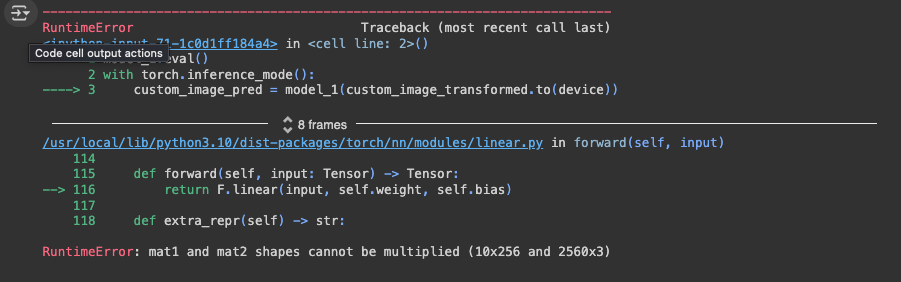 ---------------------------------------------------------------------------
RuntimeError                              Traceback (most recent call last)
<ipython-input-71-1c0d1ff184a4> in <cell line: 2>()
Code cell output actions
eval()
      2 with torch.inference_mode():
----> 3     custom_image_pred = model_1(custom_image_transformed.to(device))
8 frames
/usr/local/lib/python3.10/dist-packages/torch/nn/modules/linear.py in forward(self, input)
    114
    115     def forward(self, input: Tensor) -> Tensor:
--> 116         return F.linear(input, self.weight, self.bias)
    117
    118     def extra_repr(self) -> str:
RuntimeError: mat1 and mat2 shapes cannot be multiplied (10x256 and 2560x3)